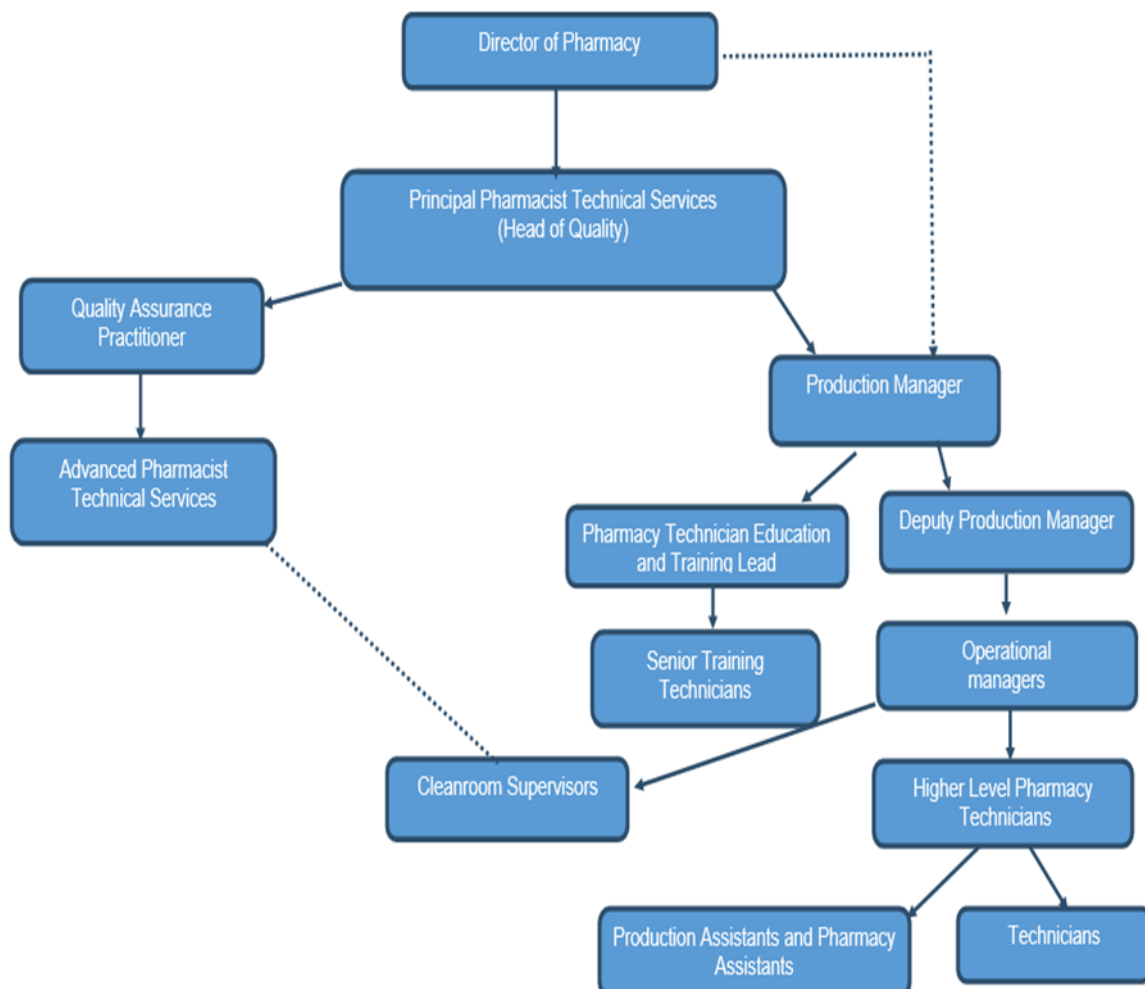 Director of Pharmacy
Principal Pharmacist Technical Services
(Head of Quality)
Quality Assurance
Practitioner
Production Manager
Advanced Pharmacist
Technical Services
Pharmacy Technician Education
and Training Lead
Deputy Production Manager
Senior Training
Technicians
Operational
managers
Cleanroom Supervisors
Higher Level Pharmacy
Technicians
Production Assistants and Pharmacy
Assistants
Technicians